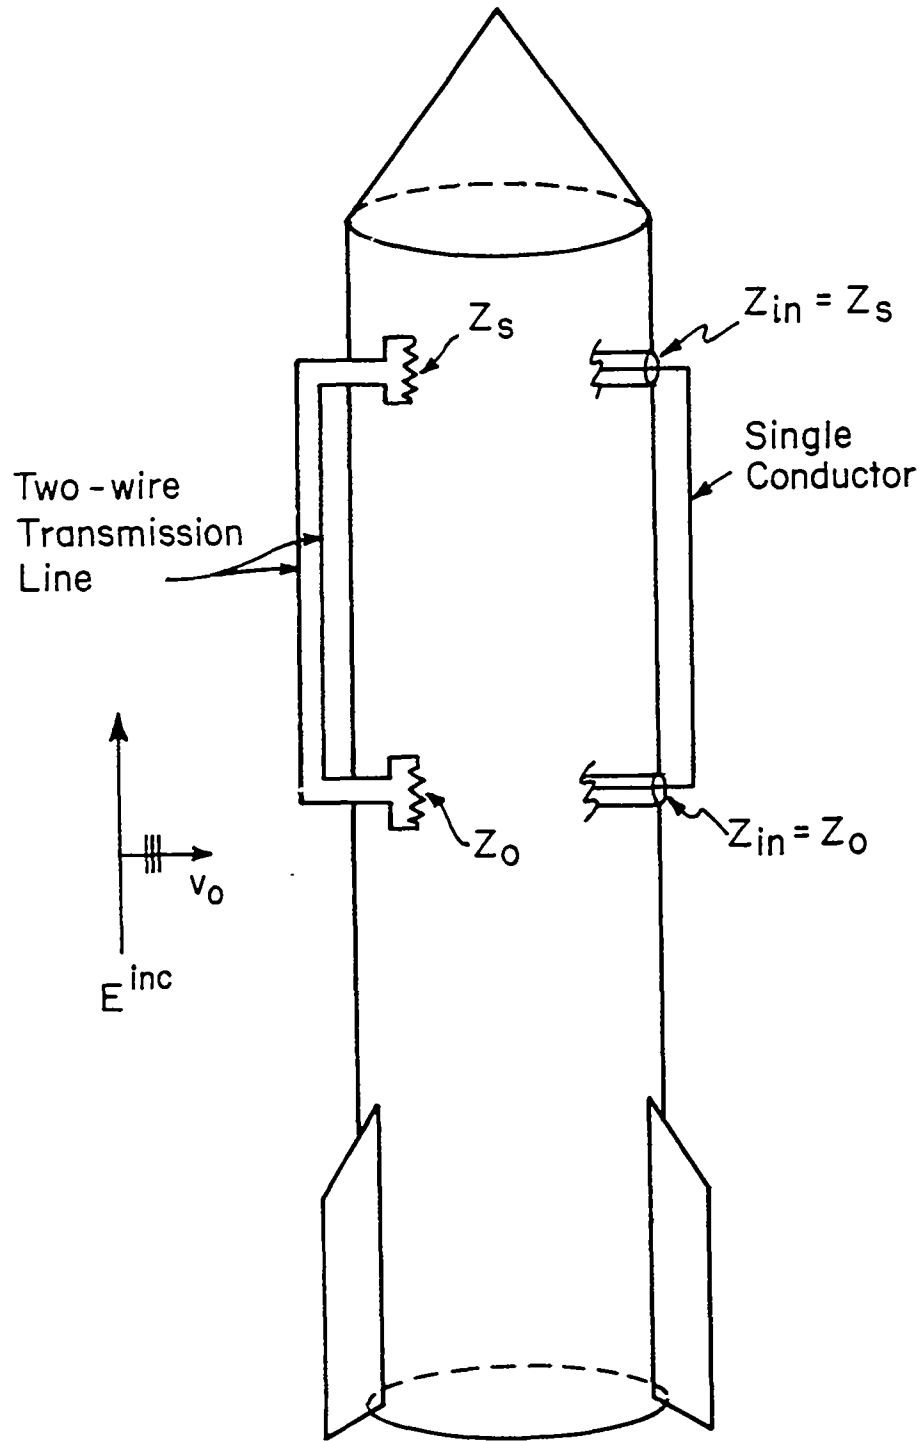 Z_s
Z_in = Z_s
Single
Conductor
Two-wire
Transmission
Line
Z_o
Z_in = Z_o
v_o
E^inc